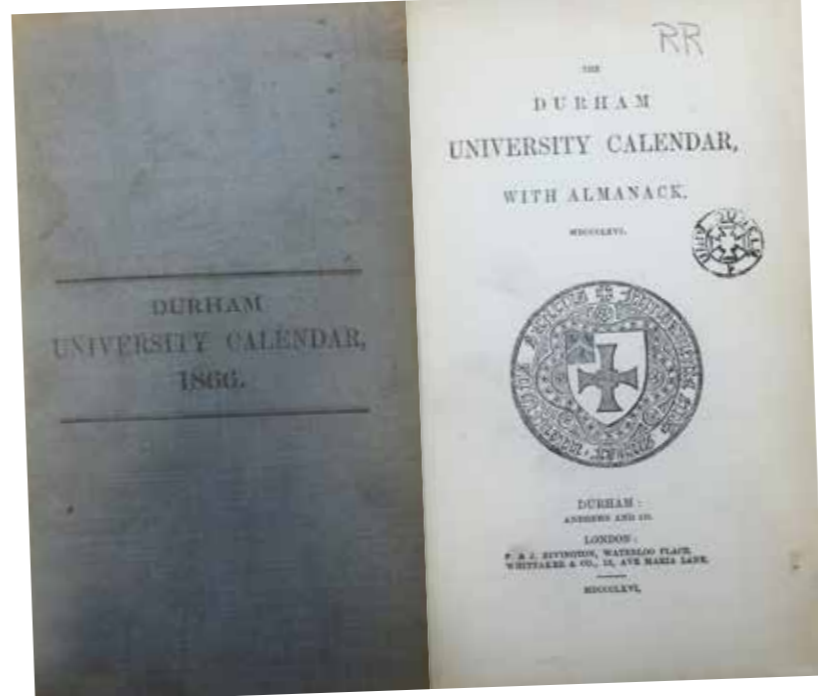 DURHAM
UNIVERSITY CALENDAR,
1866.
RR
THE
DURHAM
UNIVERSITY CALENDAR,
WITH ALMANACK.
MDCCCLXVI.
DURHAM:
ANDREWS AND CO.
LONDON:
F. & J. RIVINGTON, WATERLOO PLACE,
WHITTAKER & CO., 13, AVE MARIA LANE.
MDCCCLXVI.